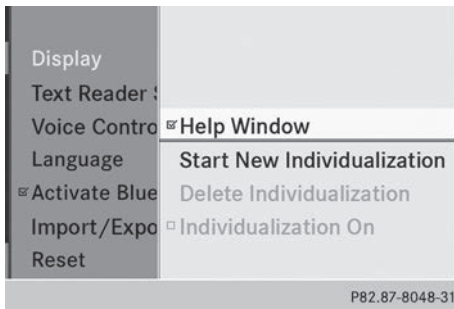 Display
Text Reader
Voice Contro
Language
Activate Blue
Import/Expo
Reset
Help Window
Start New Individualization
Delete Individualization
Individualization On
P82.87-8048-31